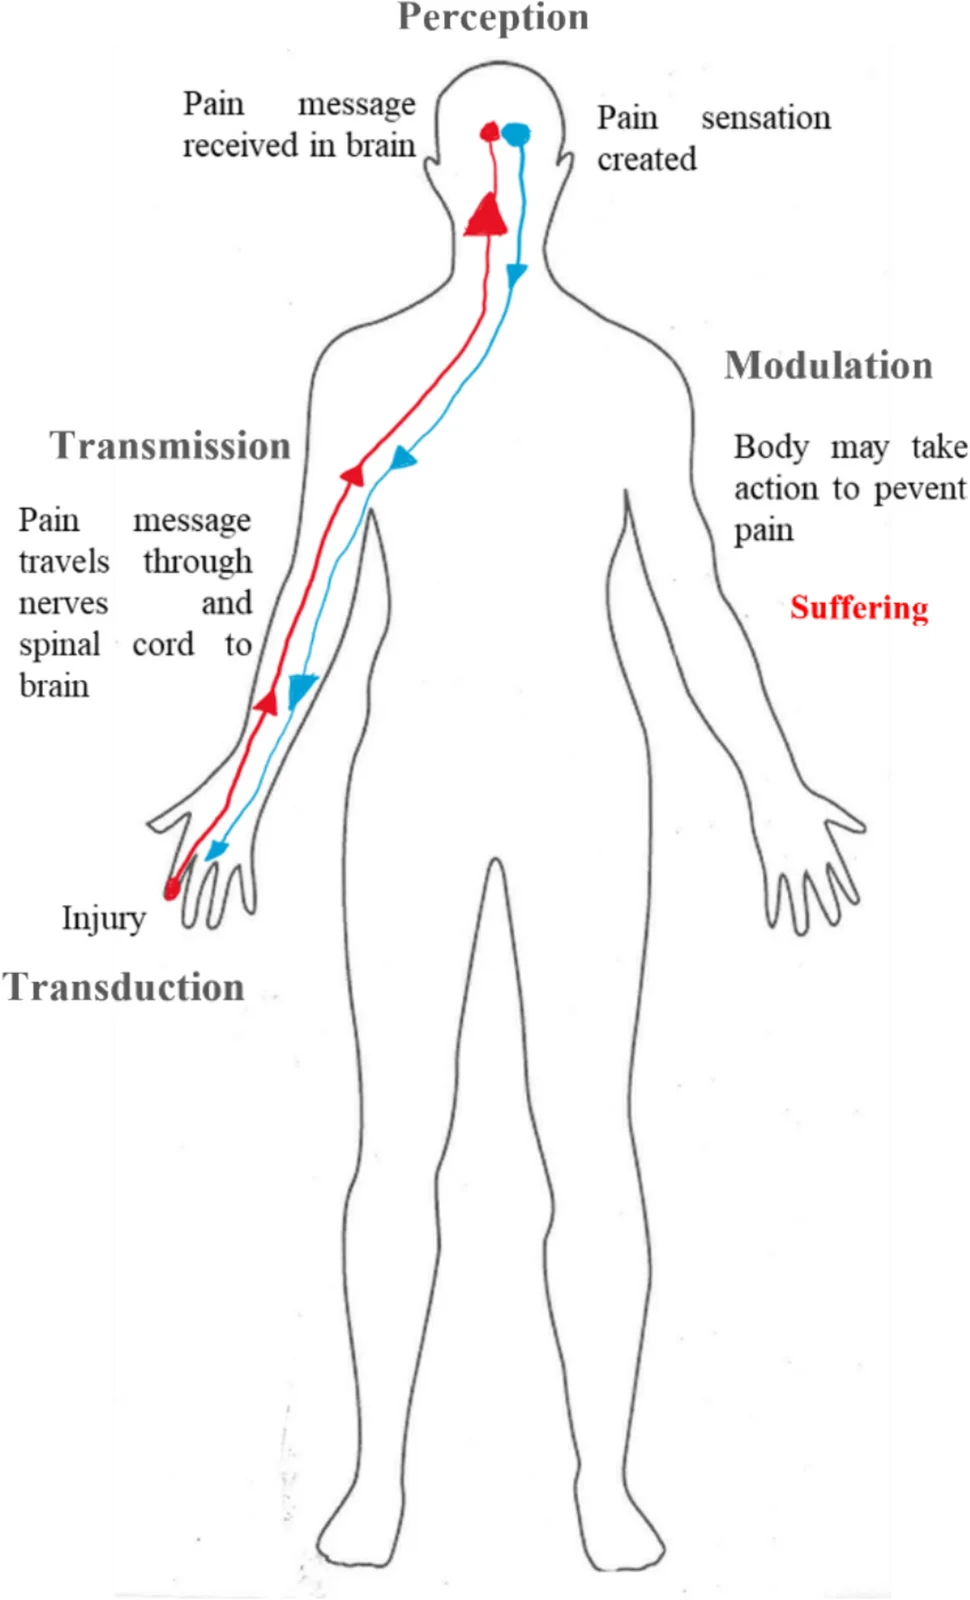 Perception
Pain message
received in brain
Pain sensation
created
Modulation
Body may take
action to pevent
pain
Suffering
Transmission
Pain message
travels through
nerves and
spinal cord to
brain
Injury
Transduction